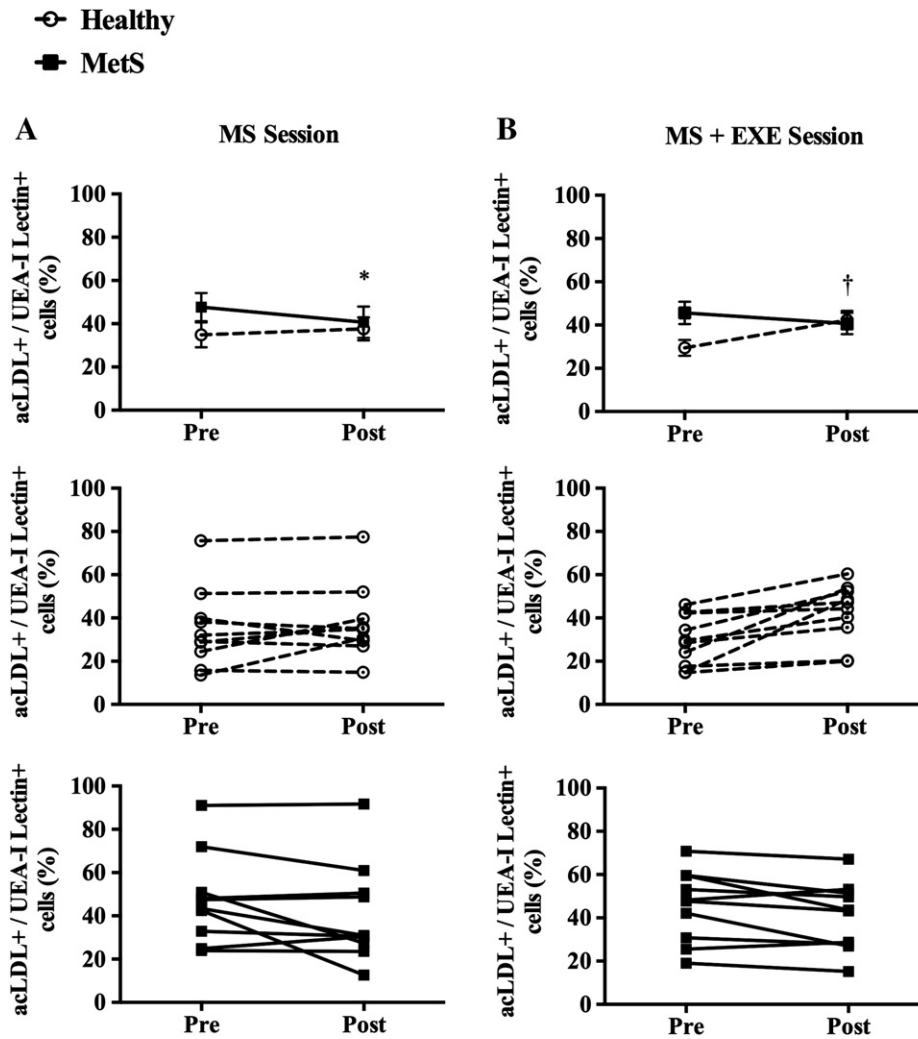 Healthy
MetS
A
MS Session
acLDL+ / UEA-I Lectin+
cells (%)
100
80
60
40
20
0
*
Pre
Post
B
MS + EXE Session
acLDL+ / UEA-I Lectin+
cells (%)
100
80
60
40
20
0
†
Pre
Post
acLDL+ / UEA-I Lectin+
cells (%)
100
80
60
40
20
0
Pre
Post
acLDL+ / UEA-I Lectin+
cells (%)
100
80
60
40
20
0
Pre
Post
acLDL+ / UEA-I Lectin+
cells (%)
100
80
60
40
20
0
Pre
Post
acLDL+ / UEA-I Lectin+
cells (%)
100
80
60
40
20
0
Pre
Post